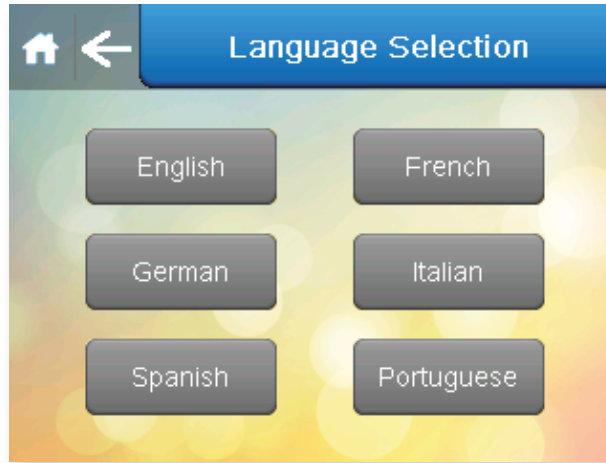 Language Selection
English
French
German
Italian
Spanish
Portuguese